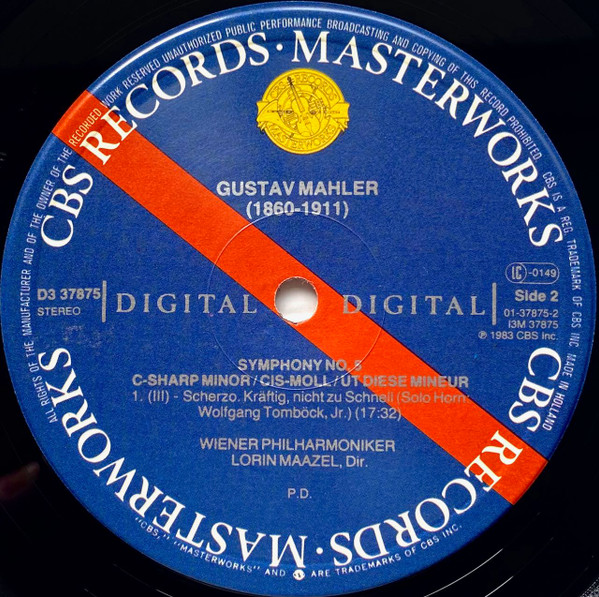 ALL RIGHTS OF THE MANUFACTURER AND OF THE OWNER OF THE RECORDED WORK RESERVED UNAUTHORIZED PUBLIC PERFORMANCE BROADCASTING AND COPYING OF THIS RECORD PROHIBITED. CBS IS A REG. TRADEMARK OF CBS INC. MADE IN HOLLAND
CBS RECORDS · MASTERWORKS
CBS RECORDS
MASTERWORKS
GUSTAV MAHLER
(1860-1911)
D3 37875
STEREO
DIGITAL
DIGITAL
LC -0149
Side 2
01-37875-2
I3M 37875
℗ 1983 CBS Inc.
SYMPHONY NO. 5
C-SHARP MINOR/CIS-MOLL/UT DIESE MINEUR
1. (III) - Scherzo. Kräftig, nicht zu Schnell (Solo Horn:
Wolfgang Tomböck, Jr.) (17:32)
WIENER PHILHARMONIKER
LORIN MAAZEL, Dir.
P.D.
CBS RECORDS · MASTERWORKS
"CBS," "MASTERWORKS" AND ARE TRADEMARKS OF CBS INC.